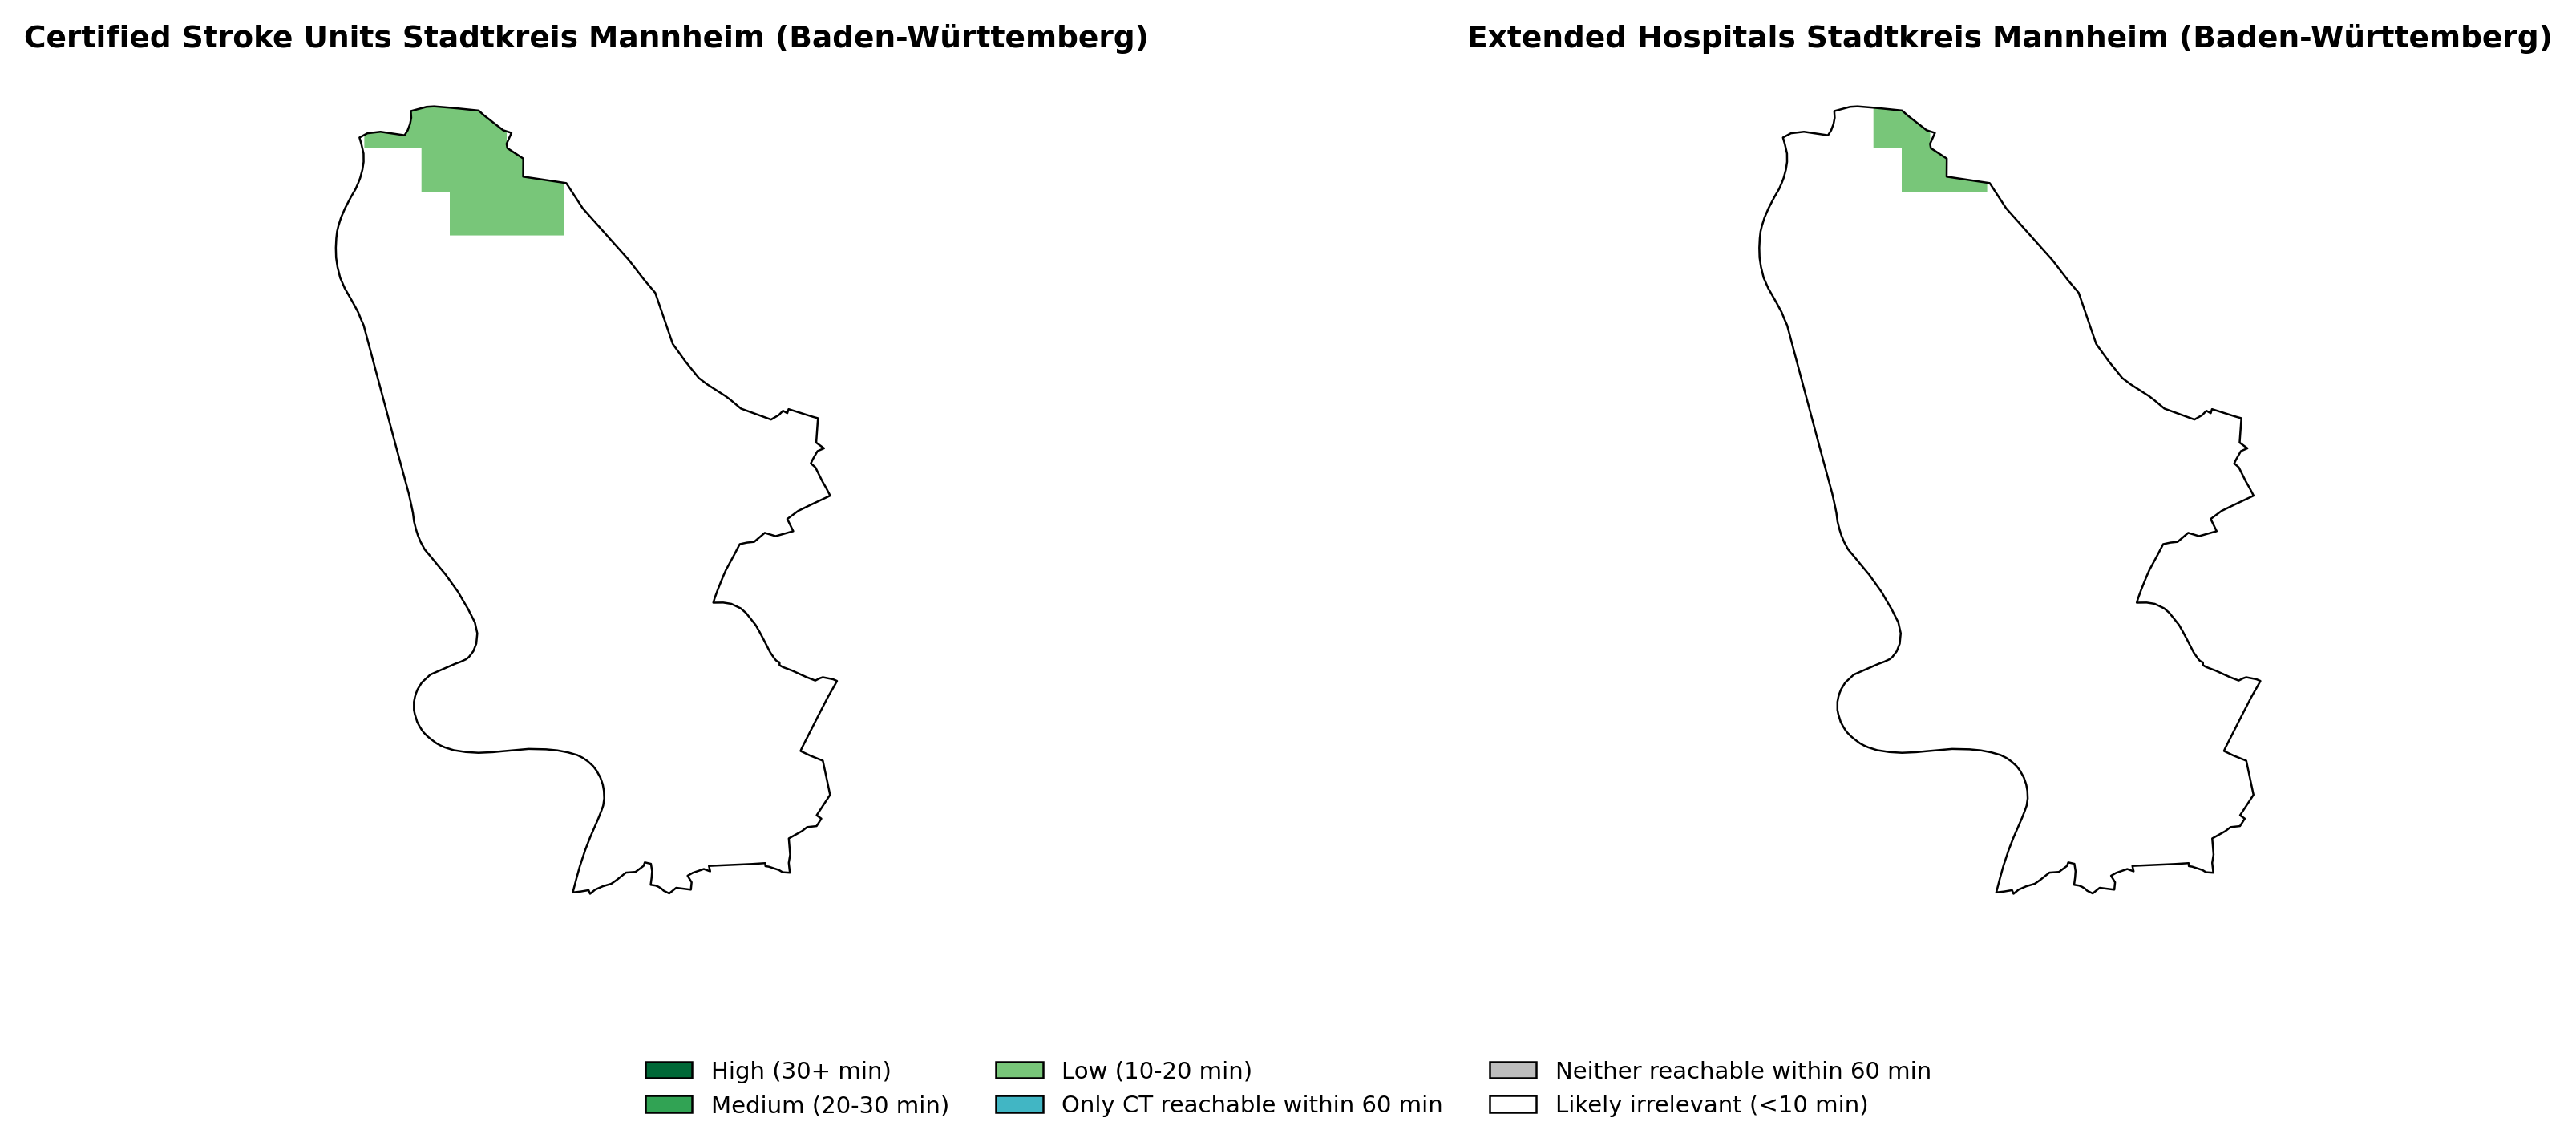 Certified Stroke Units Stadtkreis Mannheim (Baden-Württemberg)
Extended Hospitals Stadtkreis Mannheim (Baden-Württemberg)
High (30+ min)
Medium (20-30 min)
Low (10-20 min)
Only CT reachable within 60 min
Neither reachable within 60 min
Likely irrelevant (<10 min)